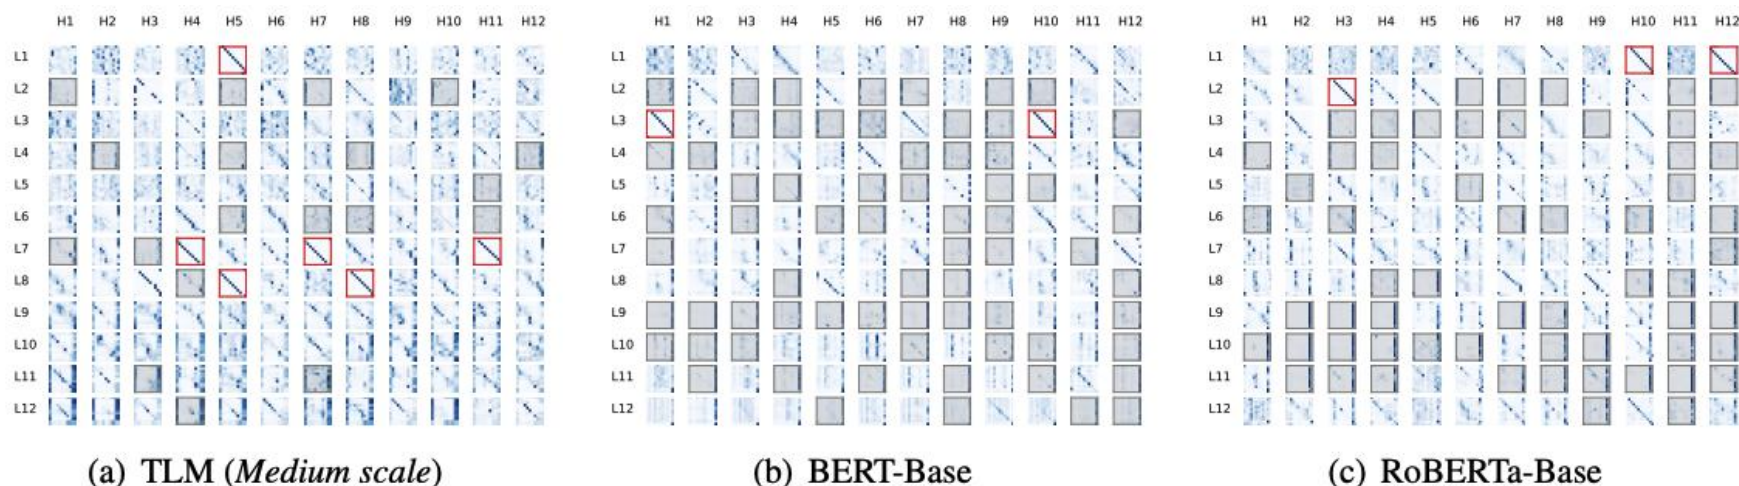 H1 H2 H3 H4 H5 H6 H7 H8 H9 H10 H11 H12
H1 H2 H3 H4 H5 H6 H7 H8 H9 H10 H11 H12
H1 H2 H3 H4 H5 H6 H7 H8 H9 H10 H11 H12
L1 L1 L1
L2 L2 L2
L3 L3 L3
L4 L4 L4
L5 L5 L5
L6 L6 L6
L7 L7 L7
L8 L8 L8
L9 L9 L9
L10 L10 L10
L11 L11 L11
L12 L12 L12
(a) TLM (Medium scale)
(b) BERT-Base
(c) RoBERTa-Base